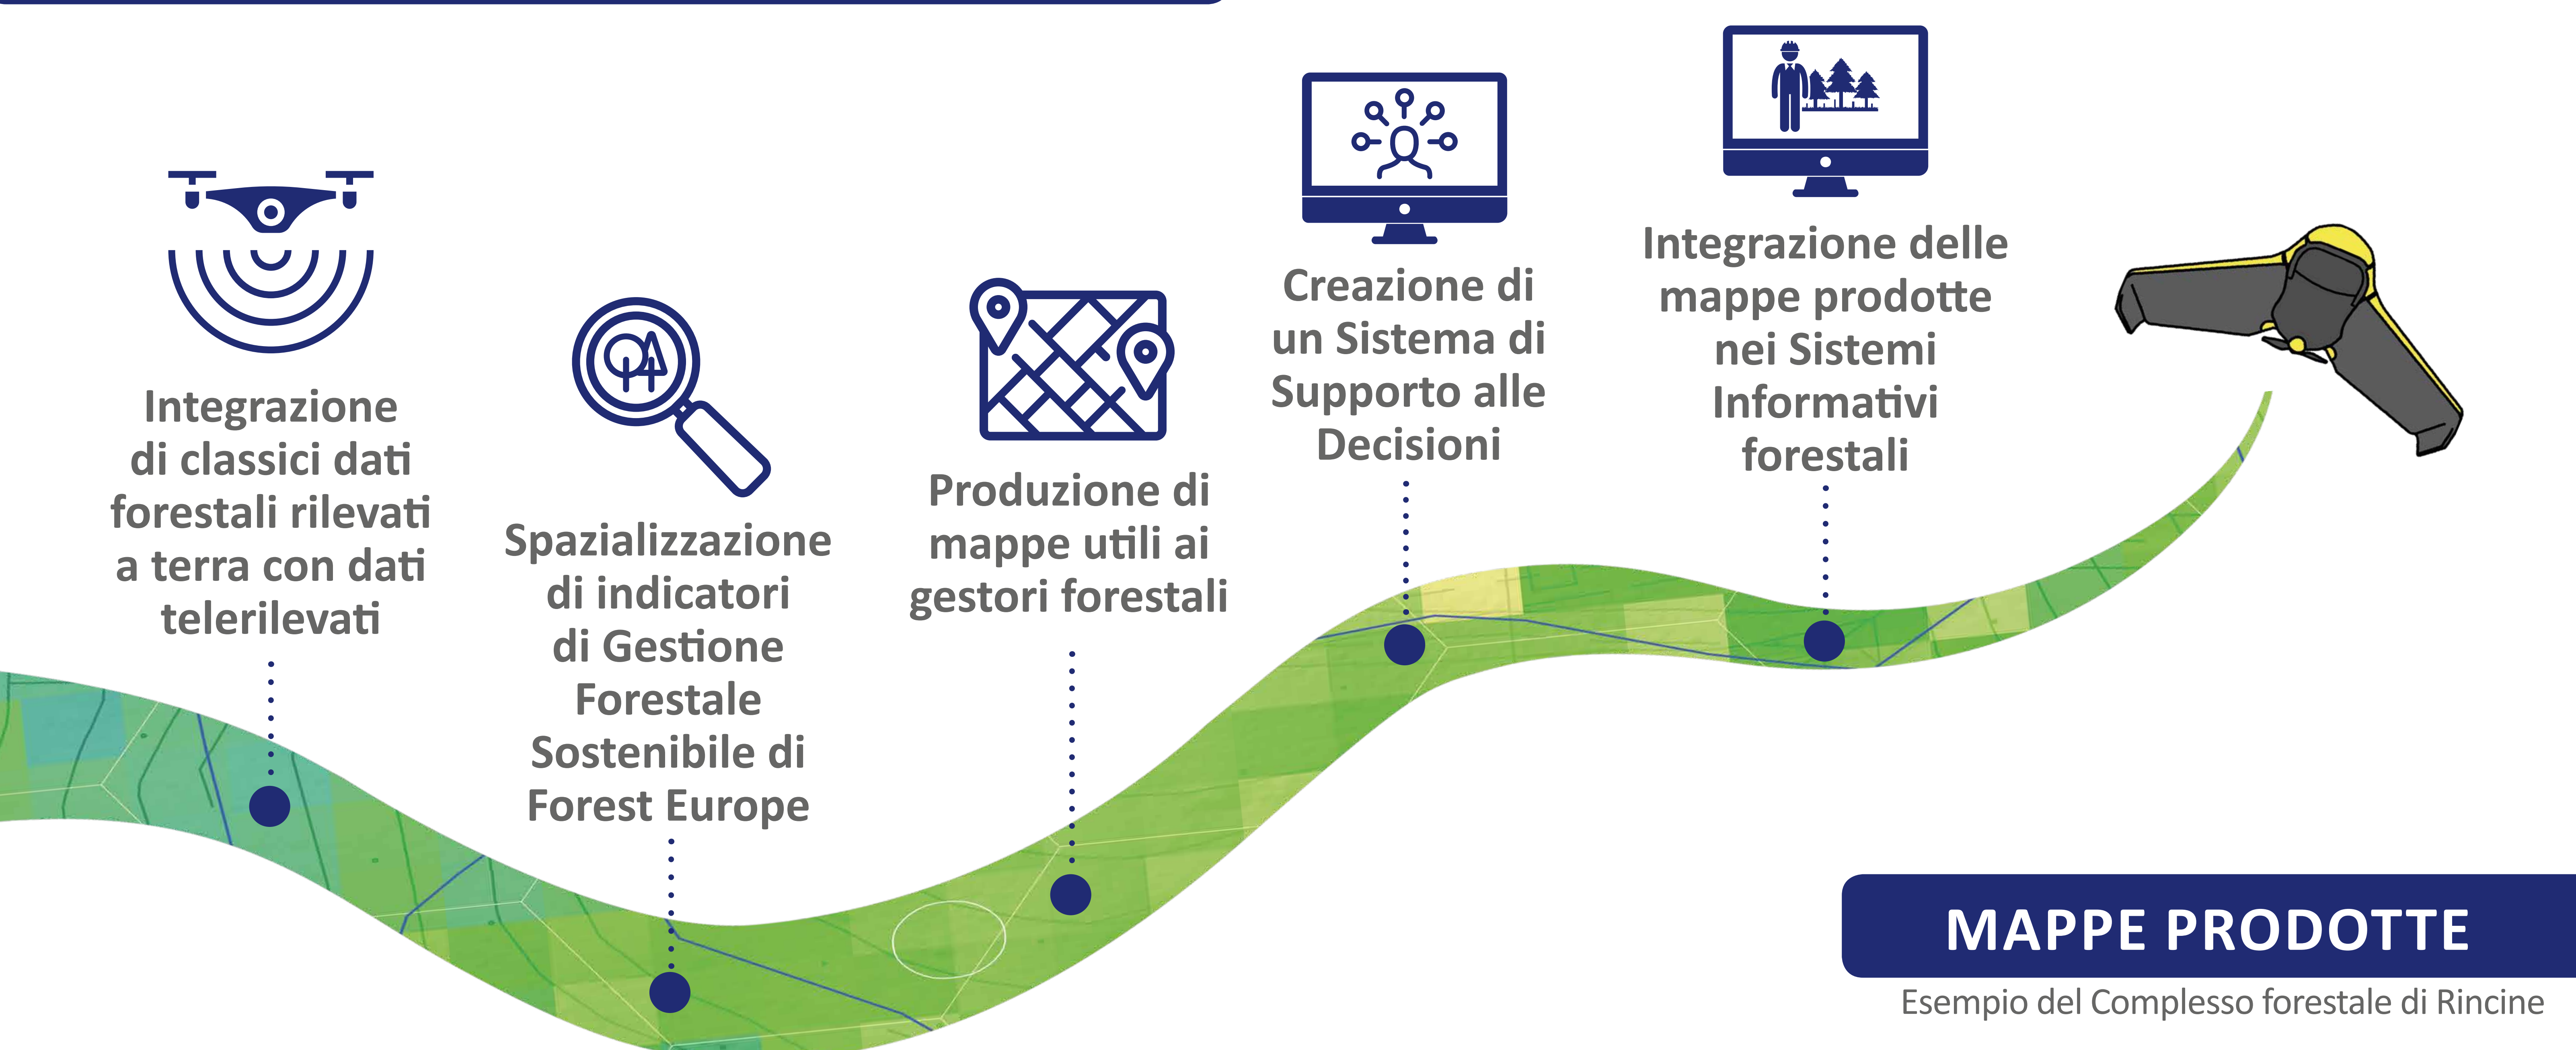 Integrazione
di classici dati
forestali rilevati
a terra con dati
telerilevati
Spazializzazione
di indicatori
di Gestione
Forestale
Sostenibile di
Forest Europe
Produzione di
mappe utili ai
gestori forestali
Creazione di
un Sistema di
Supporto alle
Decisioni
Integrazione delle
mappe prodotte
nei Sistemi
Informativi
forestali
MAPPE PRODOTTE
Esempio del Complesso forestale di Rincine